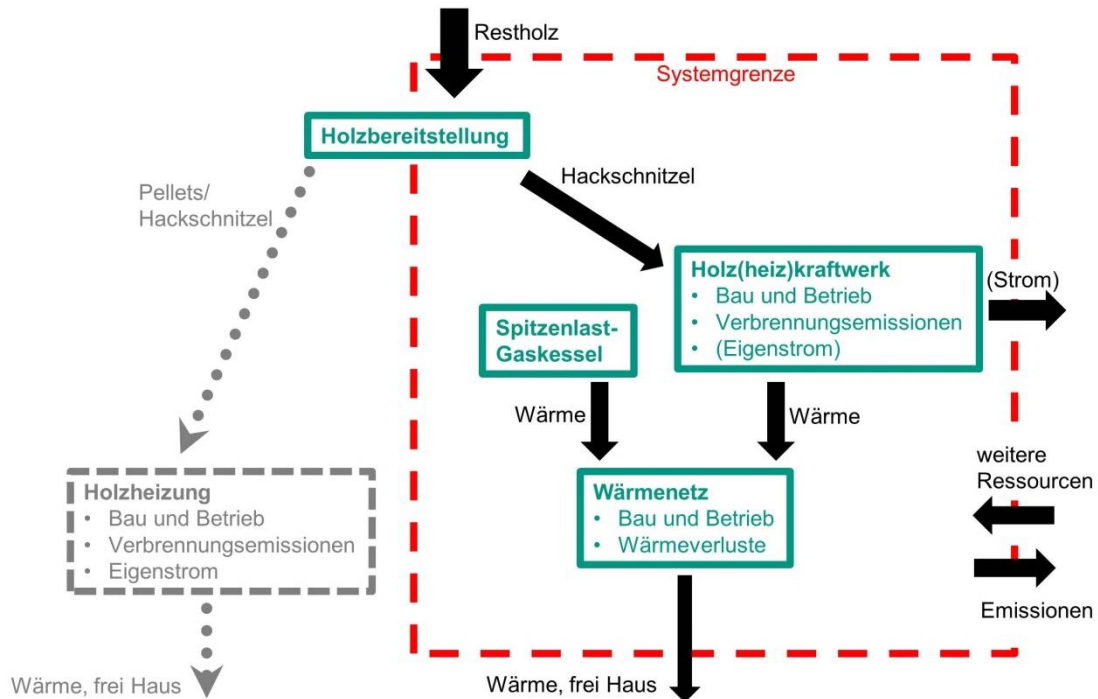 Restholz
Systemgrenze
Holzbereitstellung
Pellets/
Hackschnitzel
Hackschnitzel
Holz(heiz)kraftwerk
• Bau und Betrieb
• Verbrennungsemissionen
• (Eigenstrom)
(Strom)
Spitzenlast-
Gaskessel
Wärme
Wärme
weitere
Ressourcen
Holzheizung
• Bau und Betrieb
• Verbrennungsemissionen
• Eigenstrom
Wärmenetz
• Bau und Betrieb
• Wärmeverluste
Emissionen
Wärme, frei Haus
Wärme, frei Haus